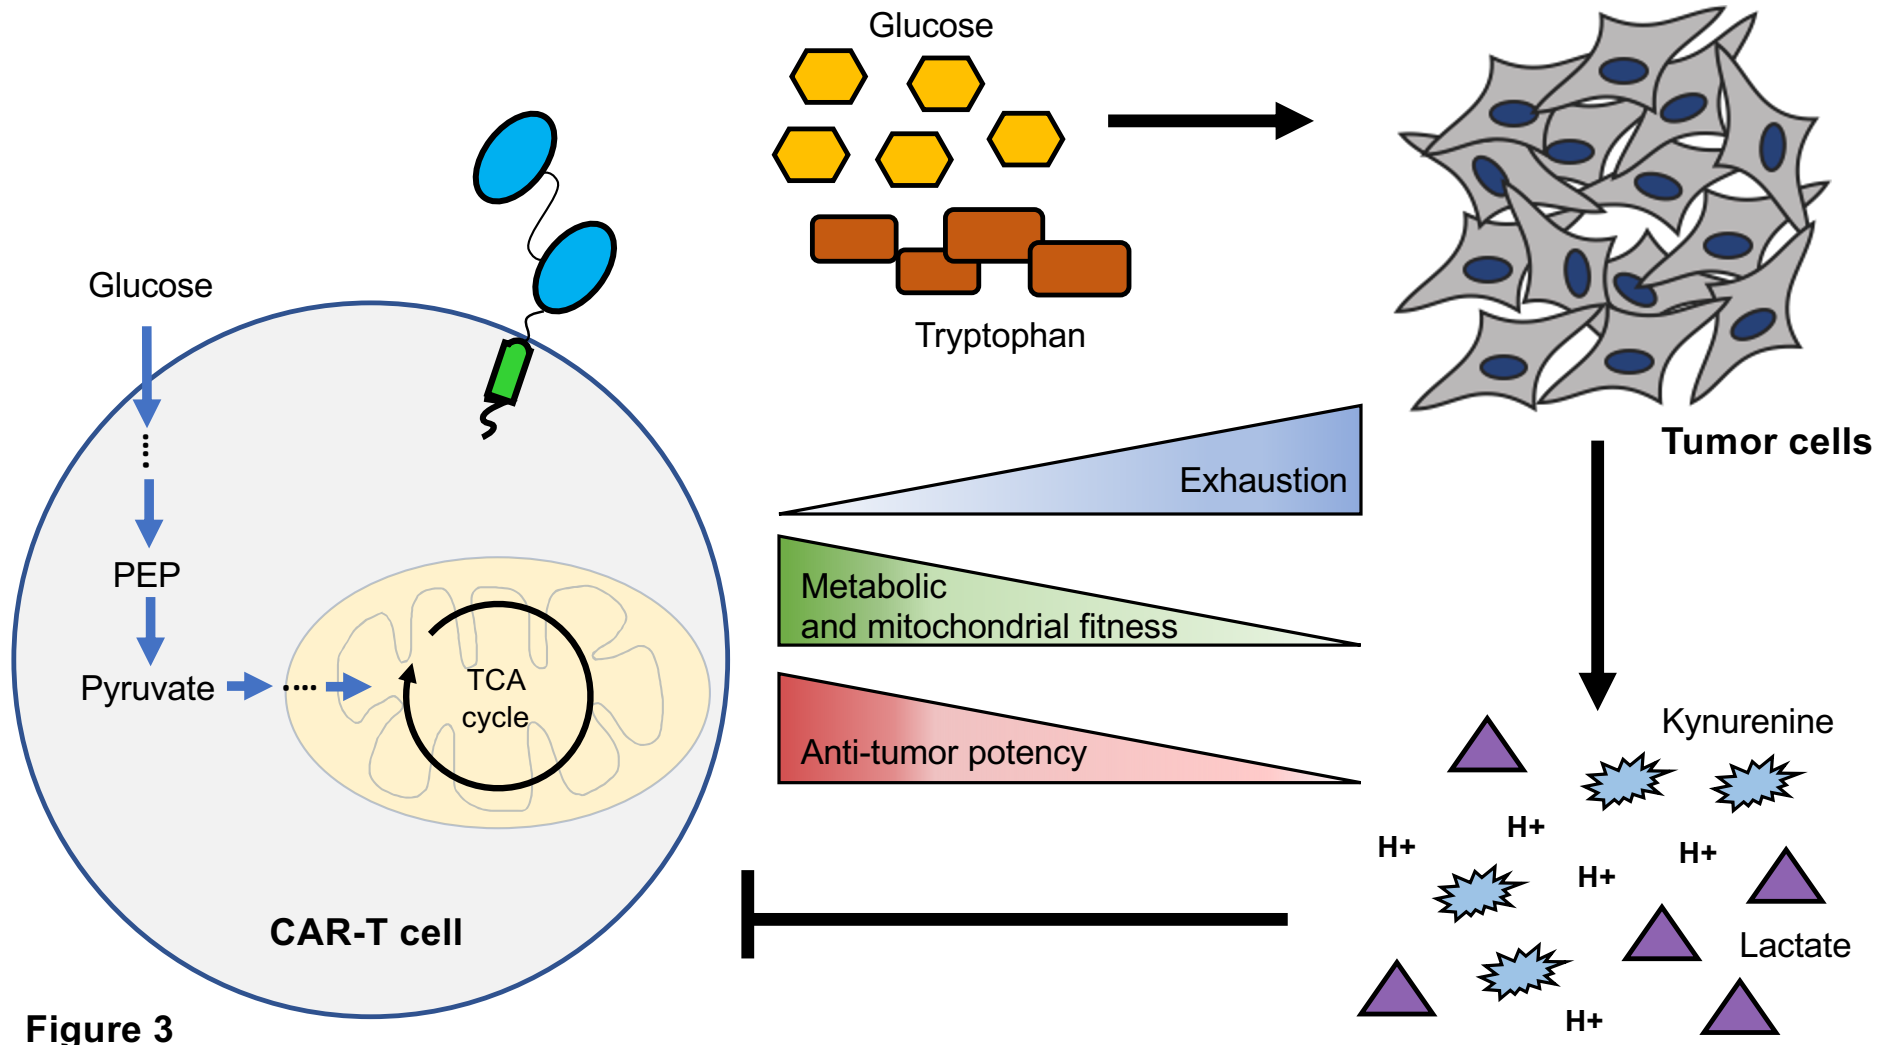 Glucose
Tryptophan
Tumor cells
Glucose
PEP
Pyruvate
TCA
cycle
CAR-T cell
Exhaustion
Metabolic
and mitochondrial fitness
Anti-tumor potency
Kynurenine
H+
H+
H+
H+
Lactate
H+
Figure 3